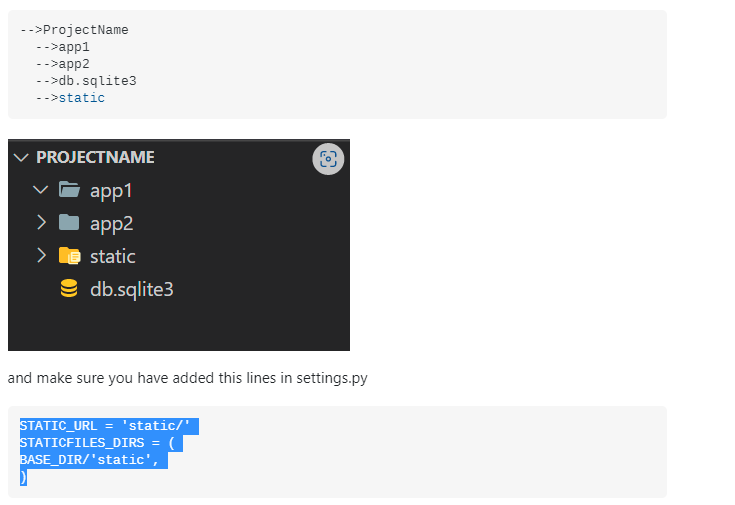 -->ProjectName
-->app1
-->app2
-->db.sqlite3
-->static
PROJECTNAME
app1
app2
static
db.sqlite3
and make sure you have added this lines in settings.py
STATIC_URL = 'static/'
STATICFILES_DIRS = (
BASE_DIR/'static',
)